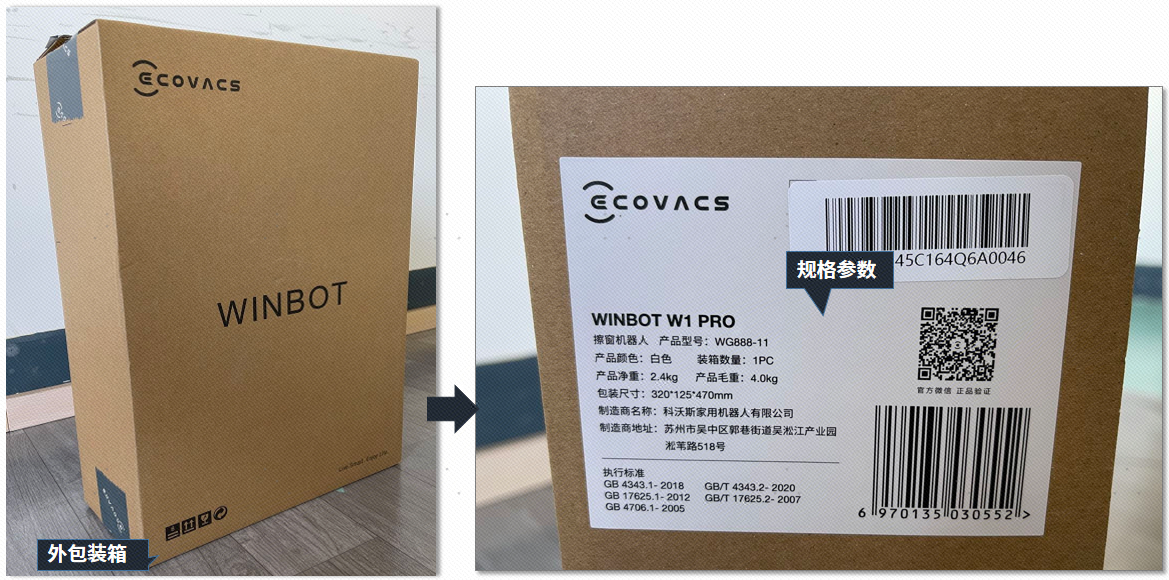 ECOVACS
WINBOT
Live Smart. Enjoy Life.
外包装箱
ECOVACS
45C164Q6A0046
规格参数
WINBOT W1 PRO
擦窗机器人 产品型号：WG888-11
产品颜色：白色 装箱数量：1PC
产品净重：2.4kg 产品毛重：4.0kg
包装尺寸：320*125*470mm
制造商名称：科沃斯家用机器人有限公司
制造商地址：苏州市吴中区郭巷街道吴淞江产业园
淞苇路518号
官方微信 正品验证
执行标准
GB 4343.1- 2018 GB/T 4343.2- 2020
GB 17625.1- 2012 GB/T 17625.2- 2007
GB 4706.1- 2005
6 970135 030552 >